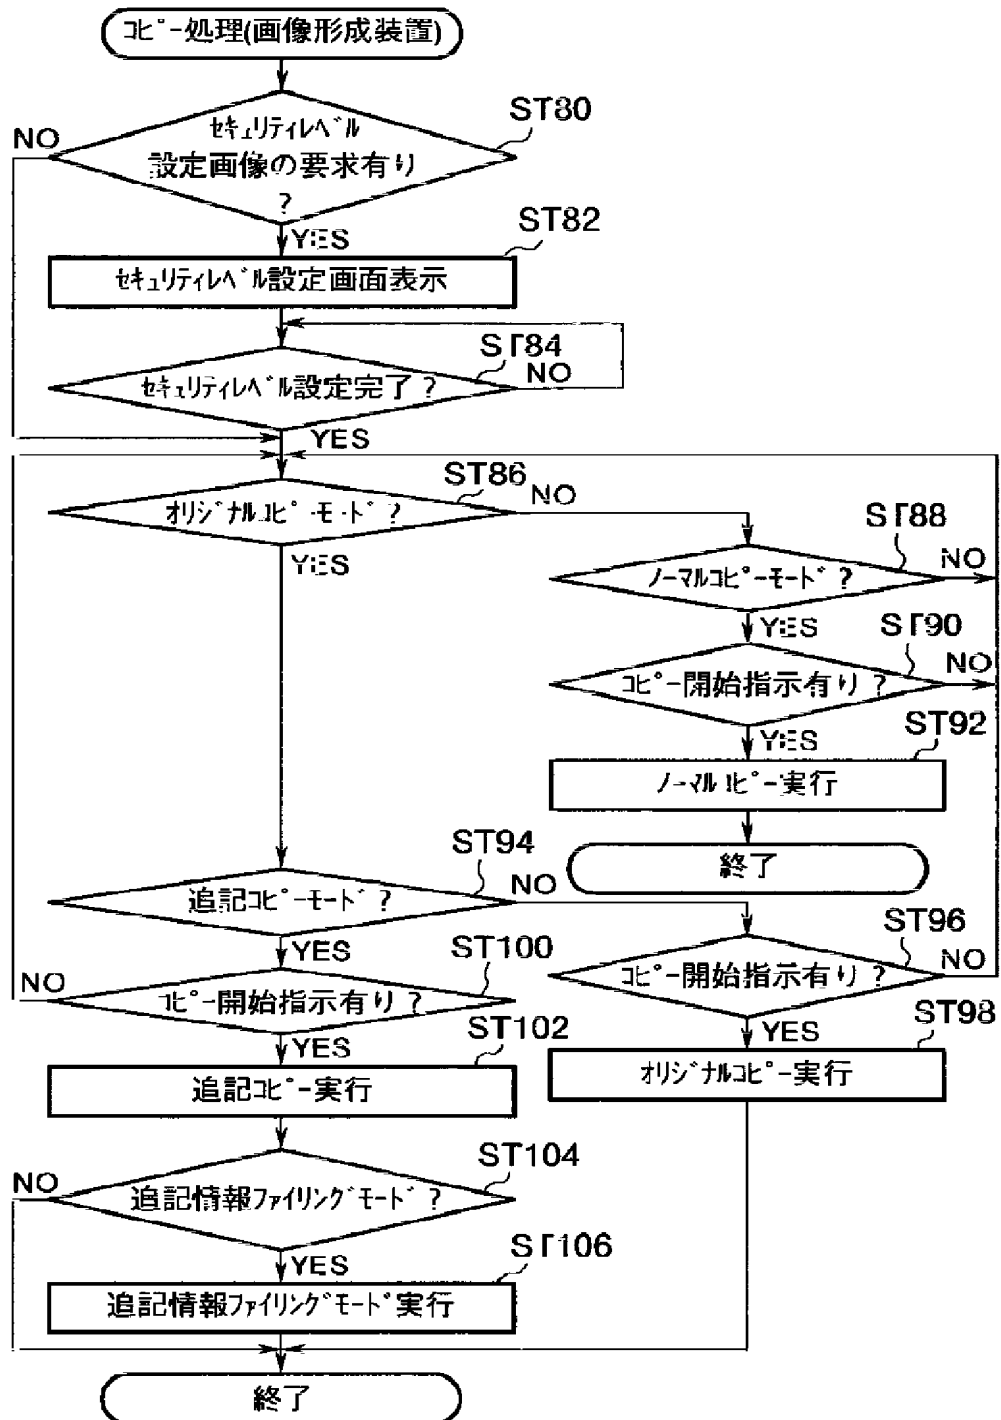 コピー処理(画像形成装置)
ST80
NO
セキュリティレベル
設定画像の要求有り
?
YES
ST82
セキュリティレベル設定画面表示
ST84
セキュリティレベル設定完了?
NO
YES
ST86
オリジナルコピーモード?
NO
YES
ST88
ノーマルコピーモード?
NO
YES
ST90
コピー開始指示有り?
NO
YES
ST92
ノーマルコピー実行
終了
ST94
追記コピーモード?
NO
YES
ST96
コピー開始指示有り?
NO
YES
ST98
オリジナルコピー実行
ST100
NO
コピー開始指示有り?
YES
ST102
追記コピー実行
ST104
NO
追記情報ファイリングモード?
YES
ST106
追記情報ファイリングモード実行
終了